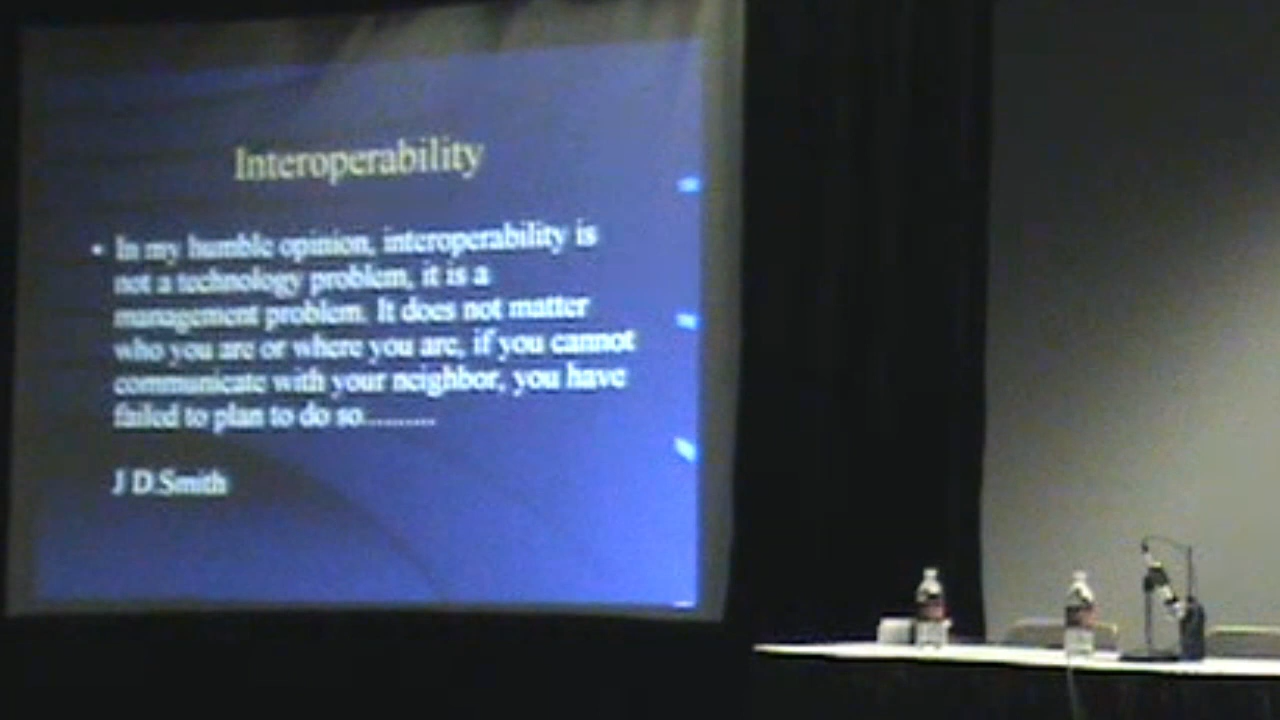 Interoperability
• In my humble opinion, interoperability is
not a technology problem, it is a
management problem. It does not matter
who you are or where you are, if you cannot
communicate with your neighbor, you have
failed to plan to do so.........
J D.Smith